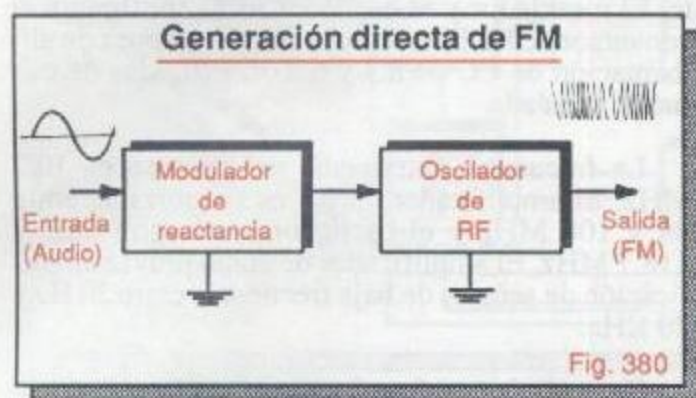 Generación directa de FM
Entrada
(Audio)
Modulador
de
reactancia
Oscilador
de
RF
Salida
(FM)
Fig. 380